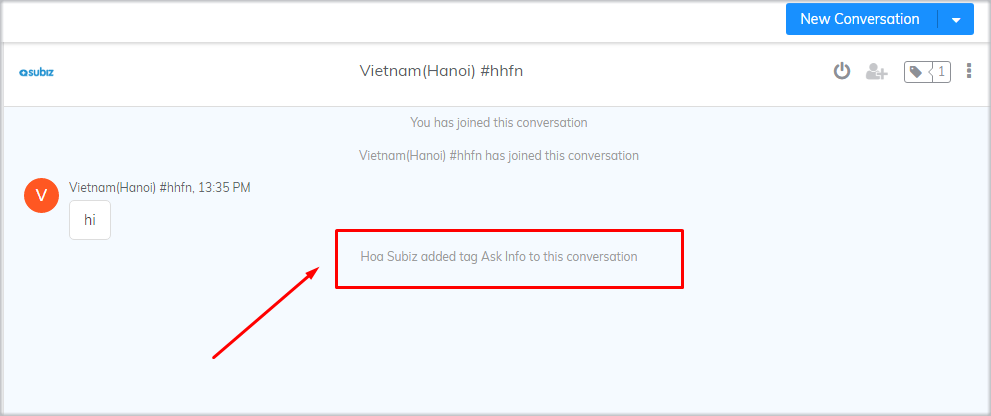 New Conversation
subiz
Vietnam(Hanoi) #hhfn
1
You has joined this conversation
Vietnam(Hanoi) #hhfn has joined this conversation
V
Vietnam(Hanoi) #hhfn, 13:35 PM
hi
Hoa Subiz added tag Ask Info to this conversation